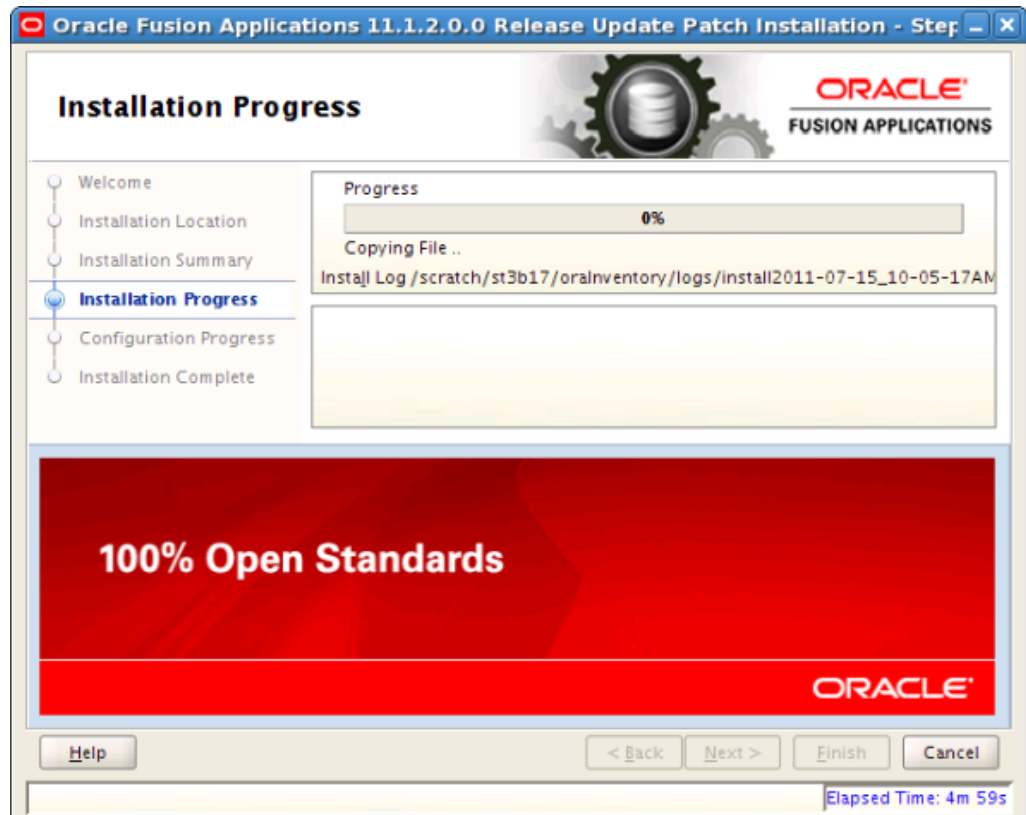 Oracle Fusion Applications 11.1.2.0.0 Release Update Patch Installation - Step
Installation Progress
ORACLE
FUSION APPLICATIONS
Welcome
Installation Location
Installation Summary
Installation Progress
Configuration Progress
Installation Complete
Progress
0%
Copying File ..
Install Log /scratch/st3b17/oraInventory/logs/install2011-07-15_10-05-17AM
100% Open Standards
ORACLE
Help
< Back
Next >
Finish
Cancel
Elapsed Time: 4m 59s